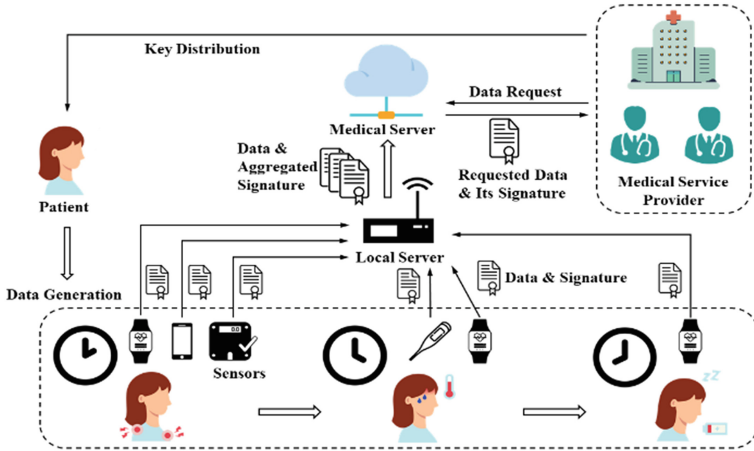 Key Distribution
Data Request
Medical Server
Data &
Aggregated
Signature
Requested Data
& Its Signature
Medical Service
Provider
Patient
Local Server
Data Generation
Data & Signature
Sensors
zZZ